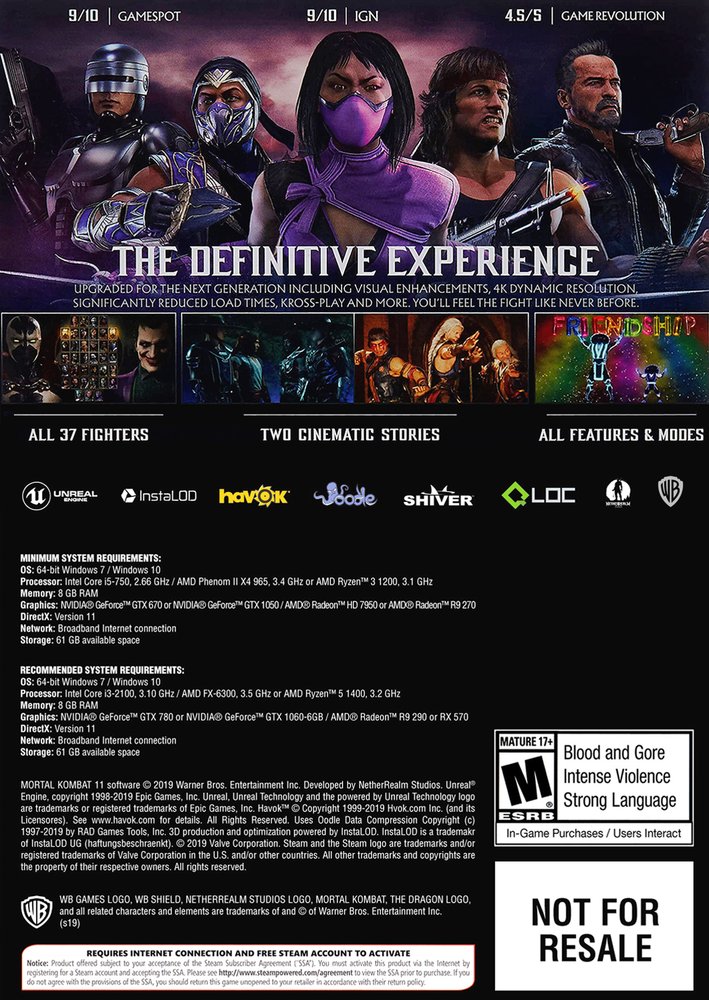 9/10 | GAMESPOT
9/10 | IGN
4.5/5 | GAME REVOLUTION
THE DEFINITIVE EXPERIENCE
UPGRADED FOR THE NEXT GENERATION INCLUDING VISUAL ENHANCEMENTS, 4K DYNAMIC RESOLUTION,
SIGNIFICANTLY REDUCED LOAD TIMES, KROSS-PLAY AND MORE. YOU'LL FEEL THE FIGHT LIKE NEVER BEFORE.
FRIENDSHIP
ALL 37 FIGHTERS
TWO CINEMATIC STORIES
ALL FEATURES & MODES
UNREAL
ENGINE
InstaLOD
havok
oodle
SHIVER
QLOC
WB
MINIMUM SYSTEM REQUIREMENTS:
OS: 64-bit Windows 7 / Windows 10
Processor: Intel Core i5-750, 2.66 GHz / AMD Phenom II X4 965, 3.4 GHz or AMD Ryzen™ 3 1200, 3.1 GHz
Memory: 8 GB RAM
Graphics: NVIDIA® GeForce™ GTX 670 or NVIDIA® GeForce™ GTX 1050 / AMD® Radeon™ HD 7950 or AMD® Radeon™ R9 270
DirectX: Version 11
Network: Broadband Internet connection
Storage: 61 GB available space
RECOMMENDED SYSTEM REQUIREMENTS:
OS: 64-bit Windows 7 / Windows 10
Processor: Intel Core i3-2100, 3.10 GHz / AMD FX-6300, 3.5 GHz or AMD Ryzen™ 5 1400, 3.2 GHz
Memory: 8 GB RAM
Graphics: NVIDIA® GeForce™ GTX 780 or NVIDIA® GeForce™ GTX 1060-6GB / AMD® Radeon™ R9 290 or RX 570
DirectX: Version 11
Network: Broadband Internet connection
Storage: 61 GB available space
MORTAL KOMBAT 11 software © 2019 Warner Bros. Entertainment Inc. Developed by NetherRealm Studios. Unreal®
Engine, copyright 1998-2019 Epic Games, Inc. Unreal, Unreal Technology and the powered by Unreal Technology logo
are trademarks or registered trademarks of Epic Games, Inc. Havok™ © Copyright 1999-2019 Hvok.com Inc. (and its
Licensores). See www.havok.com for details. All Rights Reserved. Uses Oodle Data Compression Copyright (c)
1997-2019 by RAD Games Tools, Inc. 3D production and optimization powered by InstaLOD. InstaLOD is a trademakr
of InstaLOD UG (haftungsbeschraenkt). © 2019 Valve Corporation. Steam and the Steam logo are trademarks and/or
registered trademarks of Valve Corporation in the U.S. and/or other countries. All other trademarks and copyrights are
the property of their respective owners. All rights reserved.
MATURE 17+
M
ESRB
Blood and Gore
Intense Violence
Strong Language
In-Game Purchases / Users Interact
WB
WB GAMES LOGO, WB SHIELD, NETHERREALM STUDIOS LOGO, MORTAL KOMBAT, THE DRAGON LOGO,
and all related characters and elements are trademarks of and © of Warner Bros. Entertainment Inc.
(s19)
NOT FOR
RESALE
REQUIRES INTERNET CONNECTION AND FREE STEAM ACCOUNT TO ACTIVATE
Notice: Product offered subject to your acceptance of the Steam Subscriber Agreement ("SSA"). You must activate this product via the Internet by
registering for a Steam account and accepting the SSA. Please see http://www.steampowered.com/agreement to view the SSA prior to purchase. If you
do not agree with the provisions of the SSA, you should return this game unopened to your retailer in accordance with their return policy.